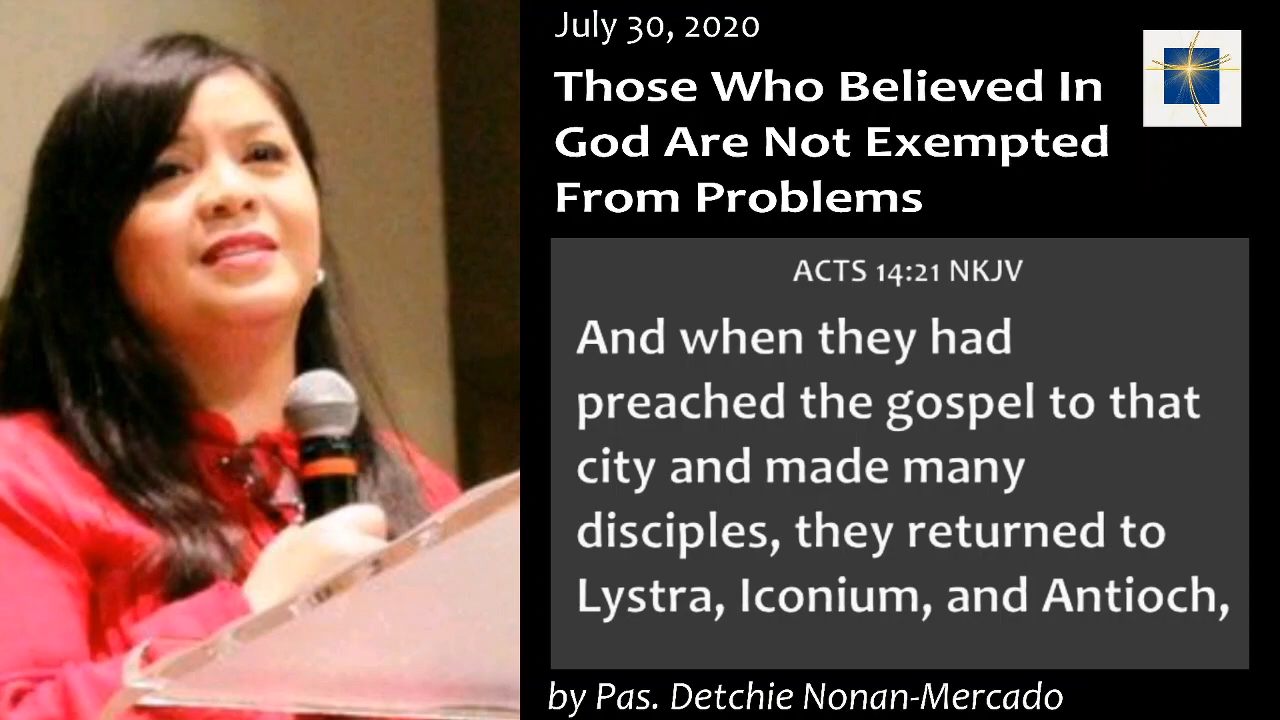 July 30, 2020
Those Who Believed In
God Are Not Exempted
From Problems
ACTS 14:21 NKJV
And when they had
preached the gospel to that
city and made many
disciples, they returned to
Lystra, Iconium, and Antioch,
by Pas. Detchie Nonan-Mercado